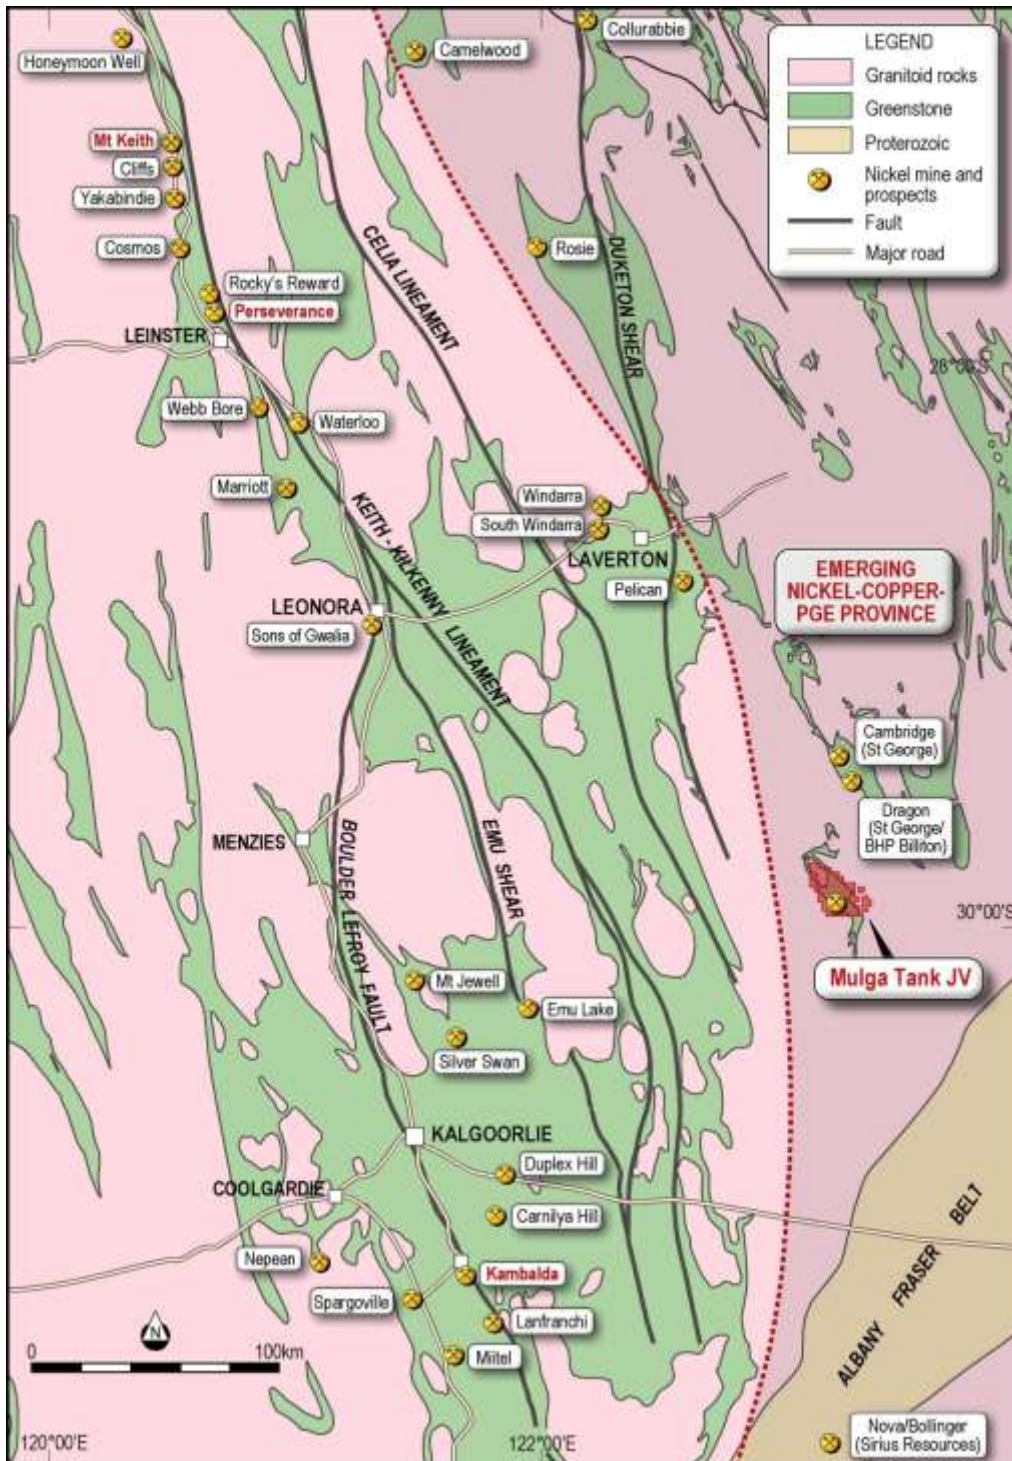 Collurabbie
Camelwood
Honeymoon Well
LEGEND
Granitoid rocks
Greenstone
Proterozoic
Nickel mine and
prospects
Fault
Major road
Mt Keith
Cliffs
Yakabindie
Cosmos
CELIA LINEAMENT
Rosie
DUKETON SHEAR
Rocky's Reward
Perseverance
LEINSTER
28°00'S
Webb Bore
Waterloo
Marriott
KEITH - KILKENNY LINEAMENT
Windarra
South Windarra
LAVERTON
Pelican
EMERGING
NICKEL-COPPER-
PGE PROVINCE
LEONORA
Sons of Gwalia
Cambridge
(St George)
Dragon
(St George/
BHP Billiton)
MENZIES
BOULDER LEFROY FAULT
EMU SHEAR
30°00'S
Mulga Tank JV
Mt Jewell
Emu Lake
Silver Swan
KALGOORLIE
Duplex Hill
COOLGARDIE
Carnilya Hill
Nepean
Kambalda
Spargoville
Lanfranchi
Miitel
ALBANY FRASER BELT
N
0 100km
Nova/Bollinger
(Sirius Resources)
120°00'E
122°00'E